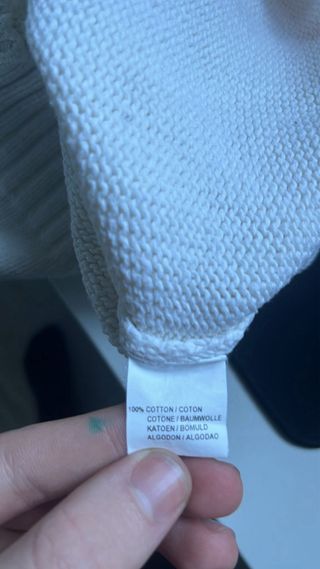 100% COTTON / COTON
COTONE / BAUMWOLLE
KATOEN / BOMULD
ALGODON / ALGODAO